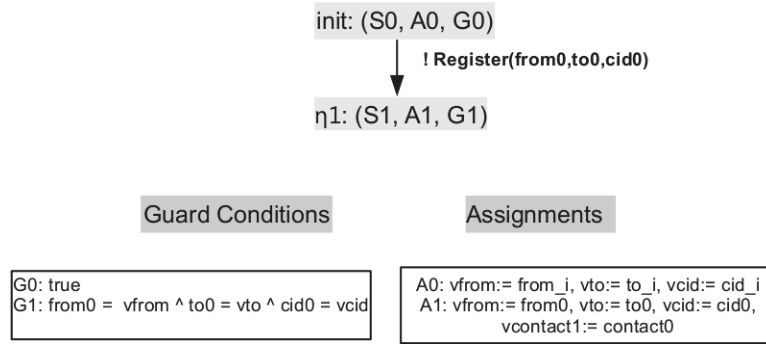 init: (S0, A0, G0)
! Register(from0,to0,cid0)
η1: (S1, A1, G1)
Guard Conditions
Assignments
G0: true
G1: from0 = vfrom ^ to0 = vto ^ cid0 = vcid
A0: vfrom:= from_i, vto:= to_i, vcid:= cid_i
A1: vfrom:= from0, vto:= to0, vcid:= cid0,
vcontact1:= contact0